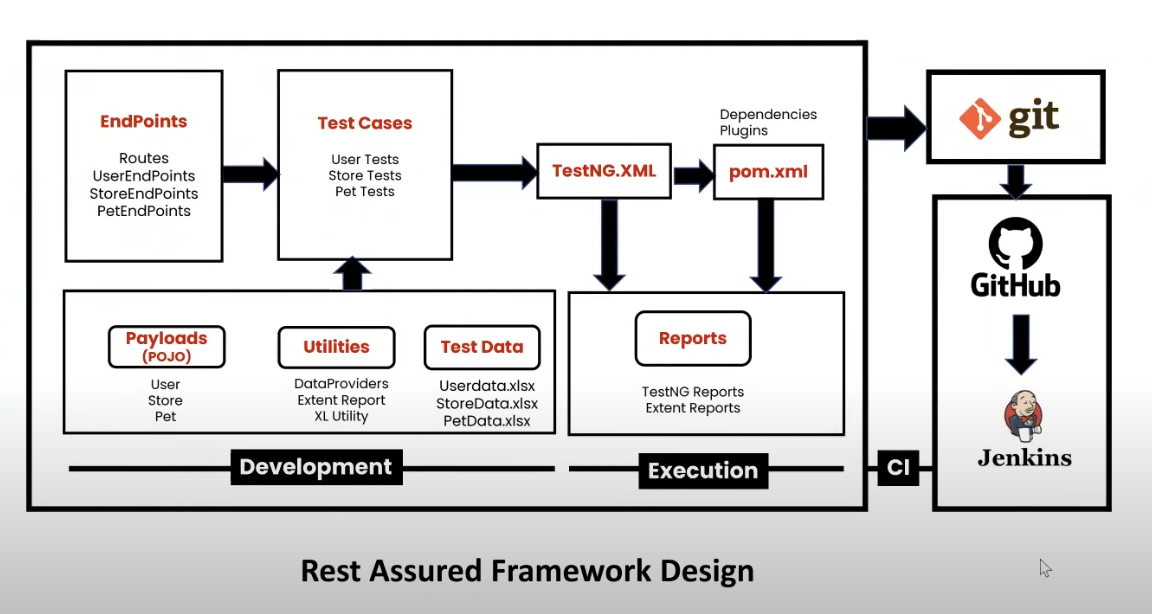 EndPoints
Routes
UserEndPoints
StoreEndPoints
PetEndPoints
Test Cases
User Tests
Store Tests
Pet Tests
TestNG.XML
Dependencies
Plugins
pom.xml
git
GitHub
Jenkins
Payloads
(POJO)
User
Store
Pet
Utilities
DataProviders
Extent Report
XL Utility
Test Data
Userdata.xlsx
StoreData.xlsx
PetData.xlsx
Reports
TestNG Reports
Extent Reports
Development
Execution
CI
Rest Assured Framework Design